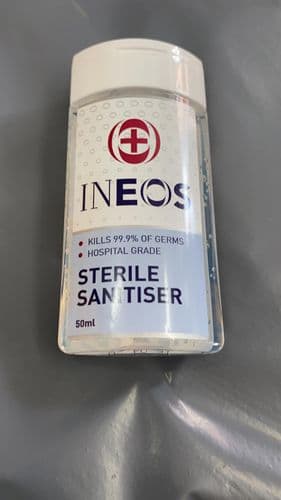 INEOS
KILLS 99.9% OF GERMS
HOSPITAL GRADE
STERILE
SANITISER
50ml